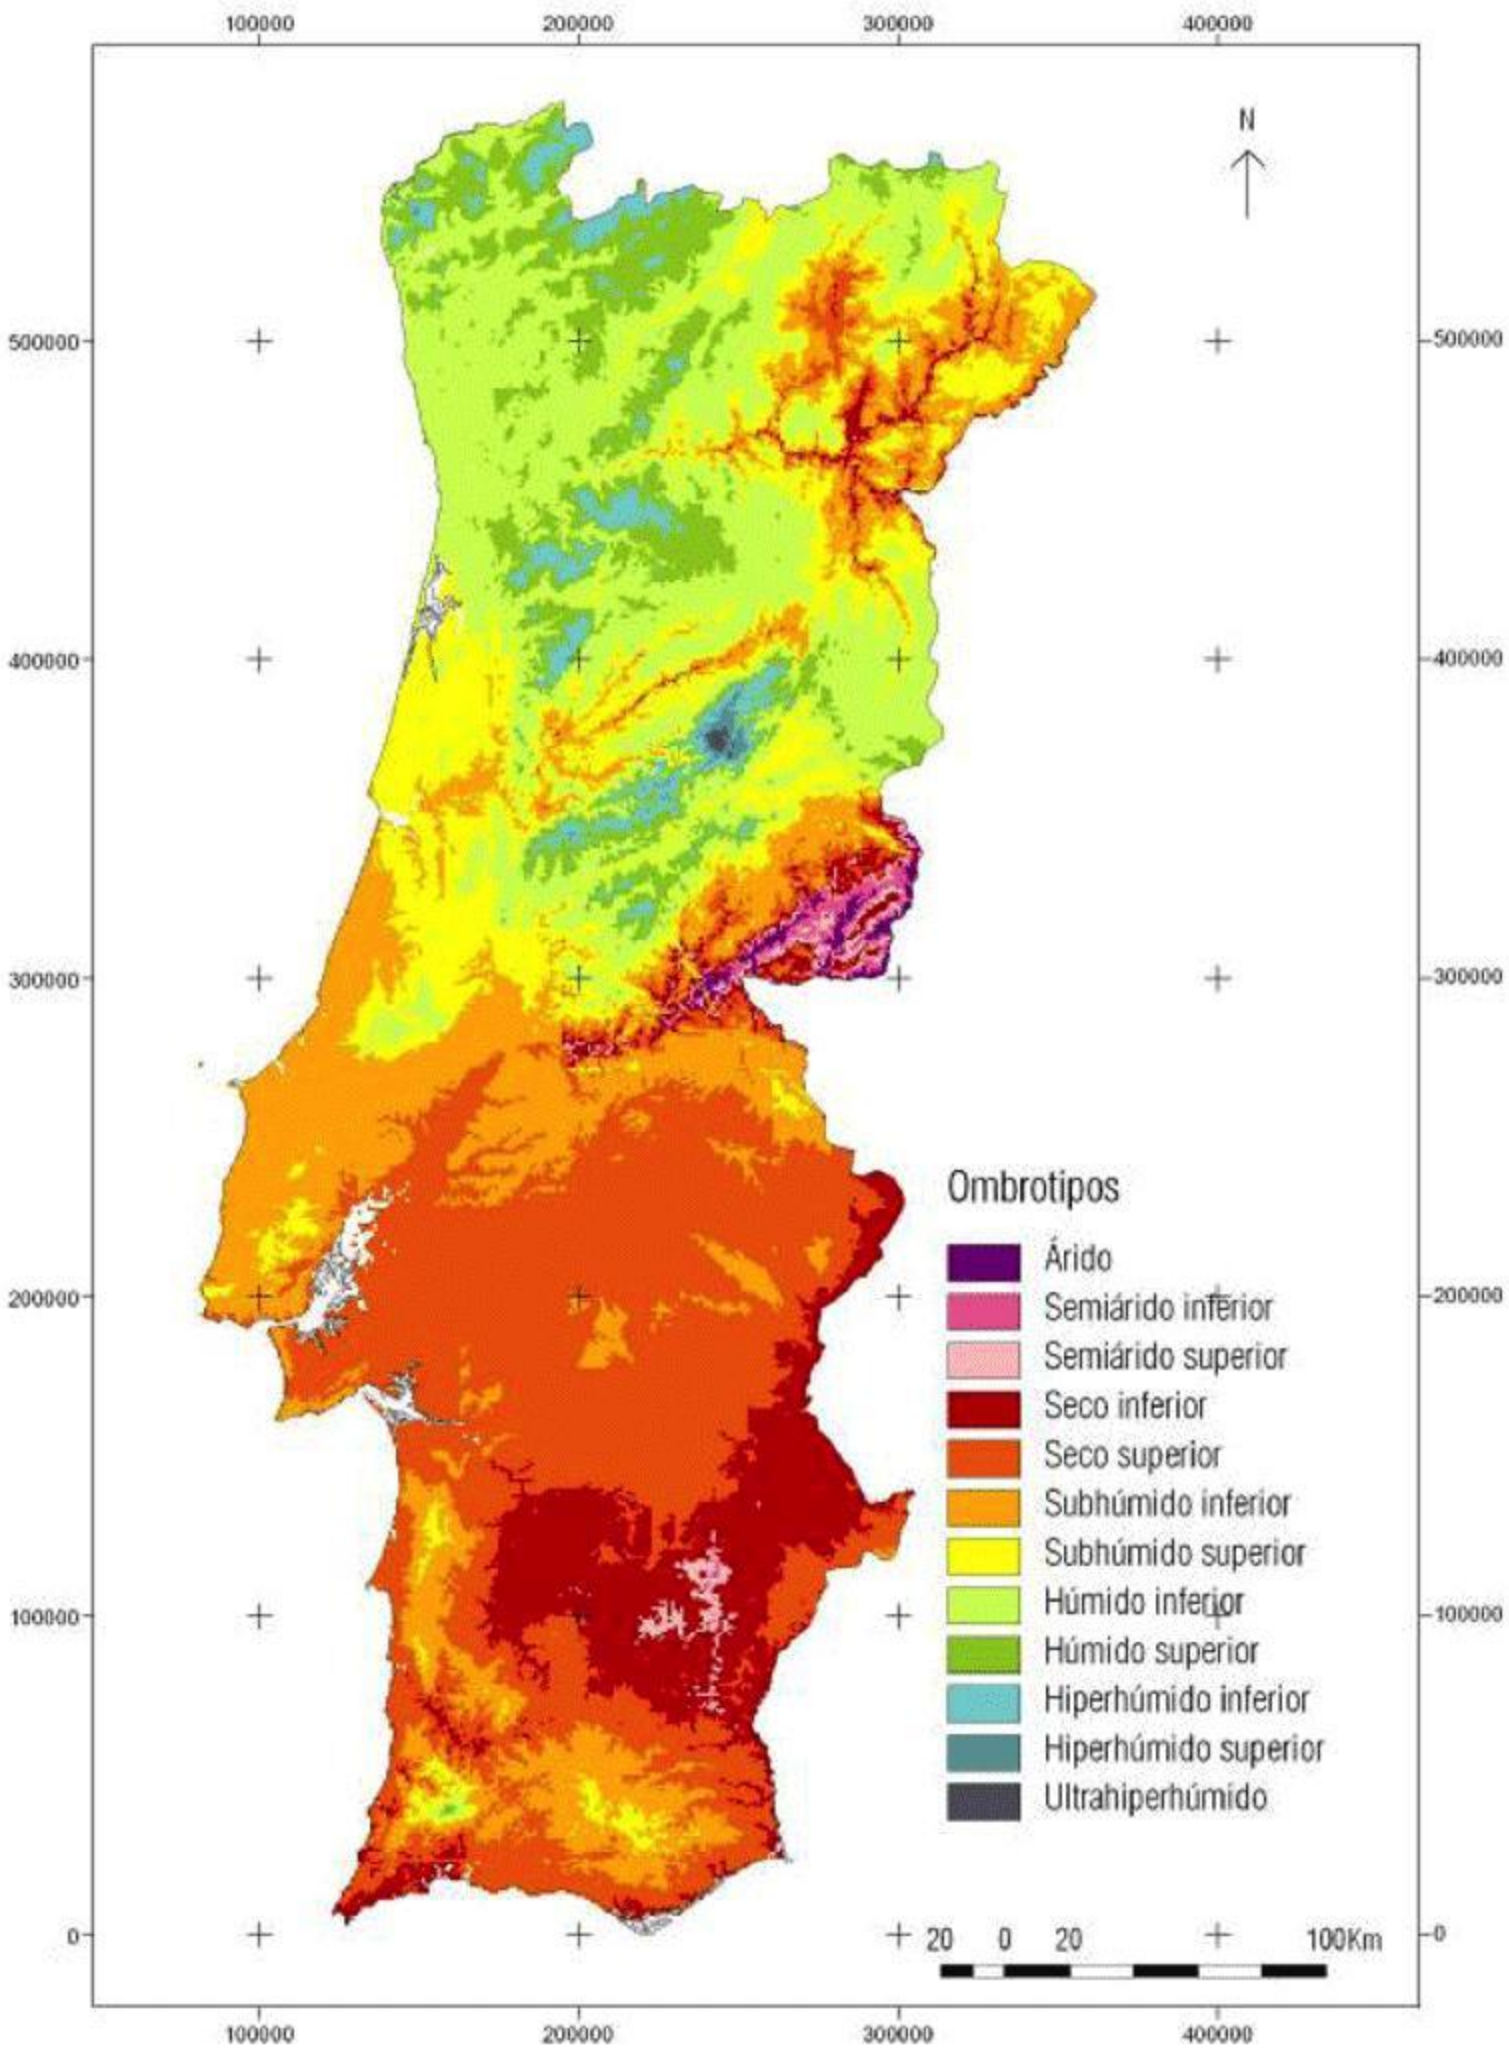 100000 200000 300000 400000
N
500000 500000
400000 400000
300000 300000
Ombrotipos
Árido
200000 Semiárido inferior 200000
Semiárido superior
Seco inferior
Seco superior
Subhúmido inferior
Subhúmido superior
100000 Húmido inferior 100000
Húmido superior
Hiperhúmido inferior
Hiperhúmido superior
Ultrahiperhúmido
0 0
20 0 20 100Km
100000 200000 300000 400000